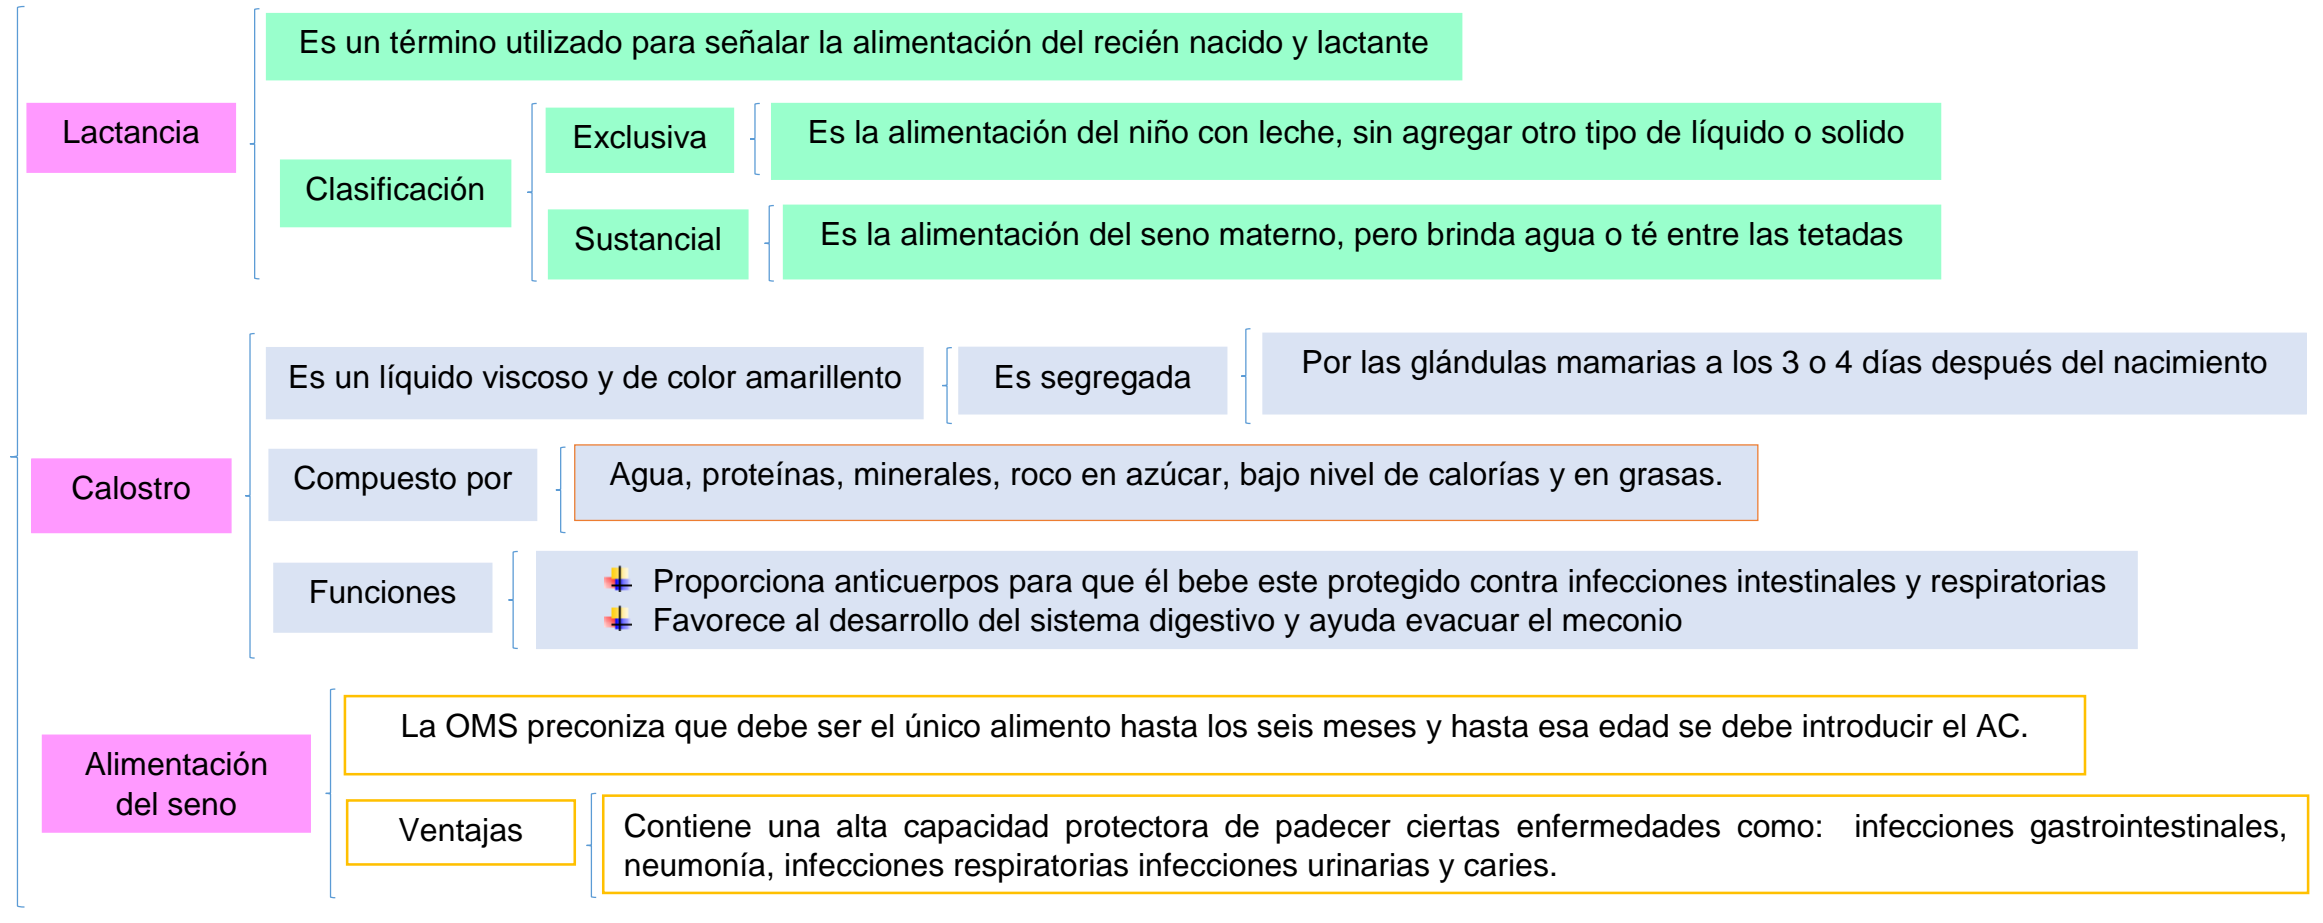 Es un término utilizado para señalar la alimentación del recién nacido y lactante
Lactancia
Clasificación
Exclusiva
Es la alimentación del niño con leche, sin agregar otro tipo de líquido o solido
Sustancial
Es la alimentación del seno materno, pero brinda agua o té entre las tetadas
Calostro
Es un líquido viscoso y de color amarillento
Es segregada
Por las glándulas mamarias a los 3 o 4 días después del nacimiento
Compuesto por
Agua, proteínas, minerales, roco en azúcar, bajo nivel de calorías y en grasas.
Funciones
Proporciona anticuerpos para que él bebe este protegido contra infecciones intestinales y respiratorias
Favorece al desarrollo del sistema digestivo y ayuda evacuar el meconio
Alimentación
del seno
La OMS preconiza que debe ser el único alimento hasta los seis meses y hasta esa edad se debe introducir el AC.
Ventajas
Contiene una alta capacidad protectora de padecer ciertas enfermedades como: infecciones gastrointestinales,
neumonía, infecciones respiratorias infecciones urinarias y caries.